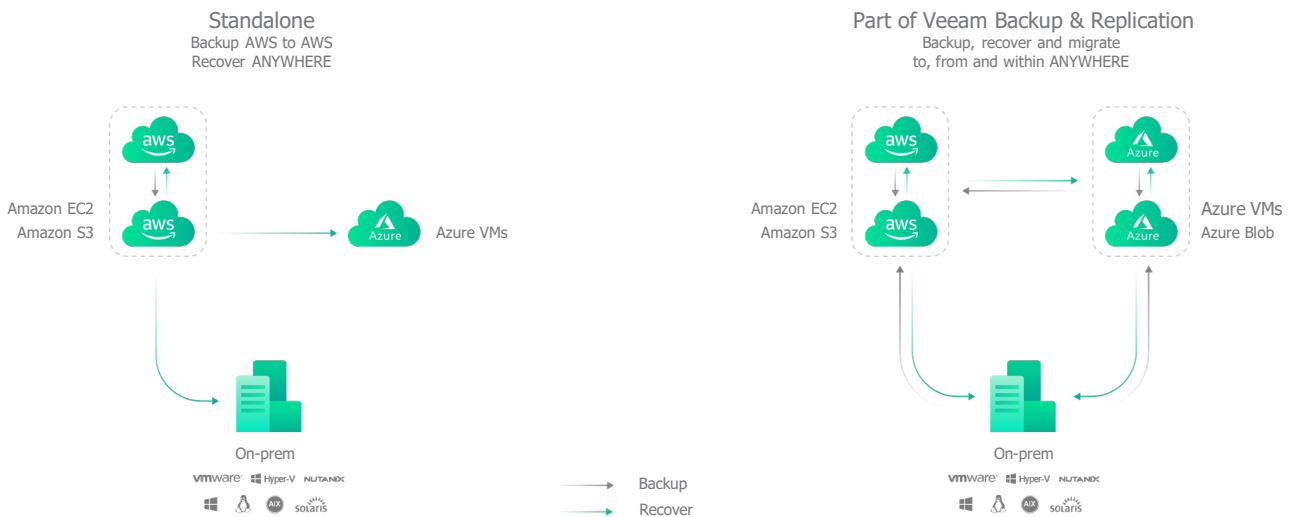 Standalone
Backup AWS to AWS
Recover ANYWHERE
aws
Amazon EC2
Amazon S3
aws
Azure
Azure VMs
On-prem
vmware Hyper-V NUTANIX
AIX solaris
Part of Veeam Backup & Replication
Backup, recover and migrate
to, from and within ANYWHERE
aws
Azure
Amazon EC2
Amazon S3
aws
Azure
Azure VMs
Azure Blob
On-prem
vmware Hyper-V NUTANIX
AIX solaris
Backup
Recover